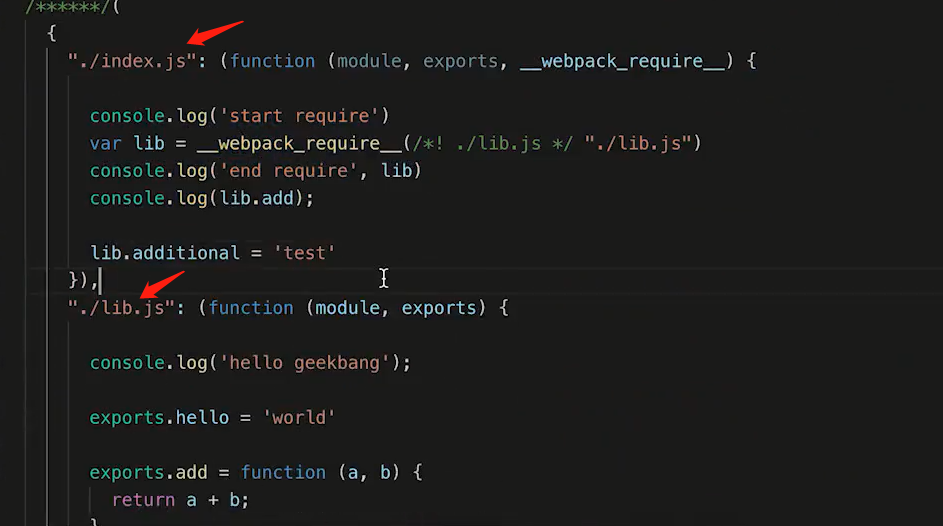 /******/(
{
"./index.js": (function (module, exports, __webpack_require__) {
console.log('start require')
var lib = __webpack_require__(/*! ./lib.js */ "./lib.js")
console.log('end require', lib)
console.log(lib.add);
lib.additional = 'test'
}),
"./lib.js": (function (module, exports) {
console.log('hello geekbang');
exports.hello = 'world'
exports.add = function (a, b) {
return a + b;
}